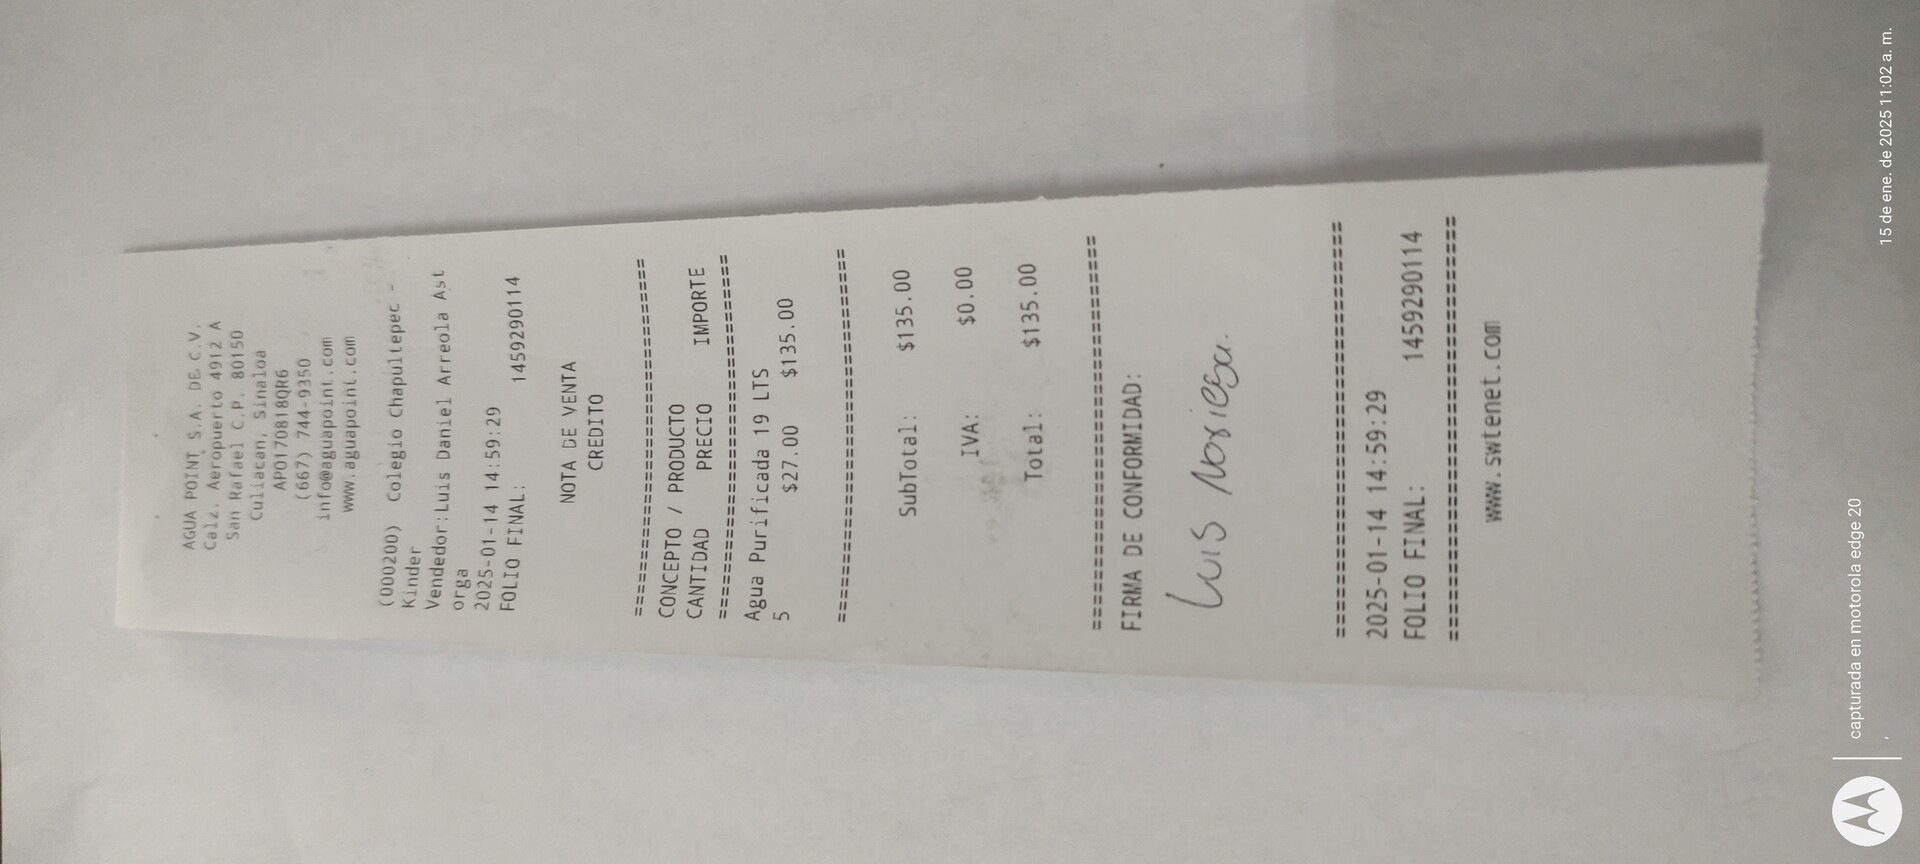 AGUA POINT S.A. DE C.V.
Calz. Aeropuerto 4912 A
San Rafael C.P. 80150
Culiacan, Sinaloa
APO170818QR6
(667) 744-9350
info@aguapoint.com
www.aguapoint.com
(000200) Colegio Chapultepec -
Kinder
Vendedor:Luis Daniel Arreola Ast
orga
2025-01-14 14:59:29
FOLIO FINAL: 1459290114
NOTA DE VENTA
CREDITO
================================
CONCEPTO / PRODUCTO
CANTIDAD PRECIO IMPORTE
================================
Agua Purificada 19 LTS
5 $27.00 $135.00
================================
SubTotal: $135.00
IVA: $0.00
Total: $135.00
================================
FIRMA DE CONFORMIDAD:
Luis Noriega.
================================
2025-01-14 14:59:29
FOLIO FINAL: 1459290114
================================
www.swtenet.com
capturada en motorola edge 20
15 de ene. de 2025 11:02 a. m.